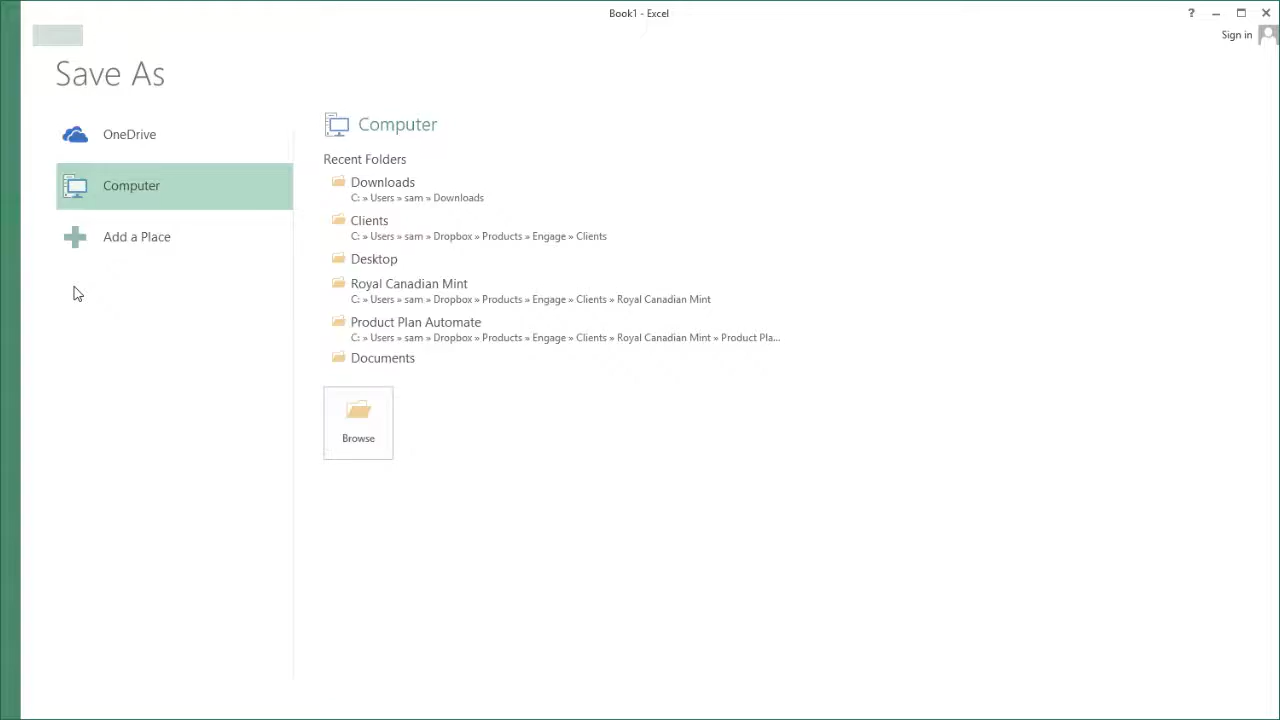 Book1 - Excel
?
Sign in
Save As
OneDrive
Computer
Add a Place
Computer
Recent Folders
Downloads
C: » Users » sam » Downloads
Clients
C: » Users » sam » Dropbox » Products » Engage » Clients
Desktop
Royal Canadian Mint
C: » Users » sam » Dropbox » Products » Engage » Clients » Royal Canadian Mint
Product Plan Automate
C: » Users » sam » Dropbox » Products » Engage » Clients » Royal Canadian Mint » Product Pla...
Documents
Browse